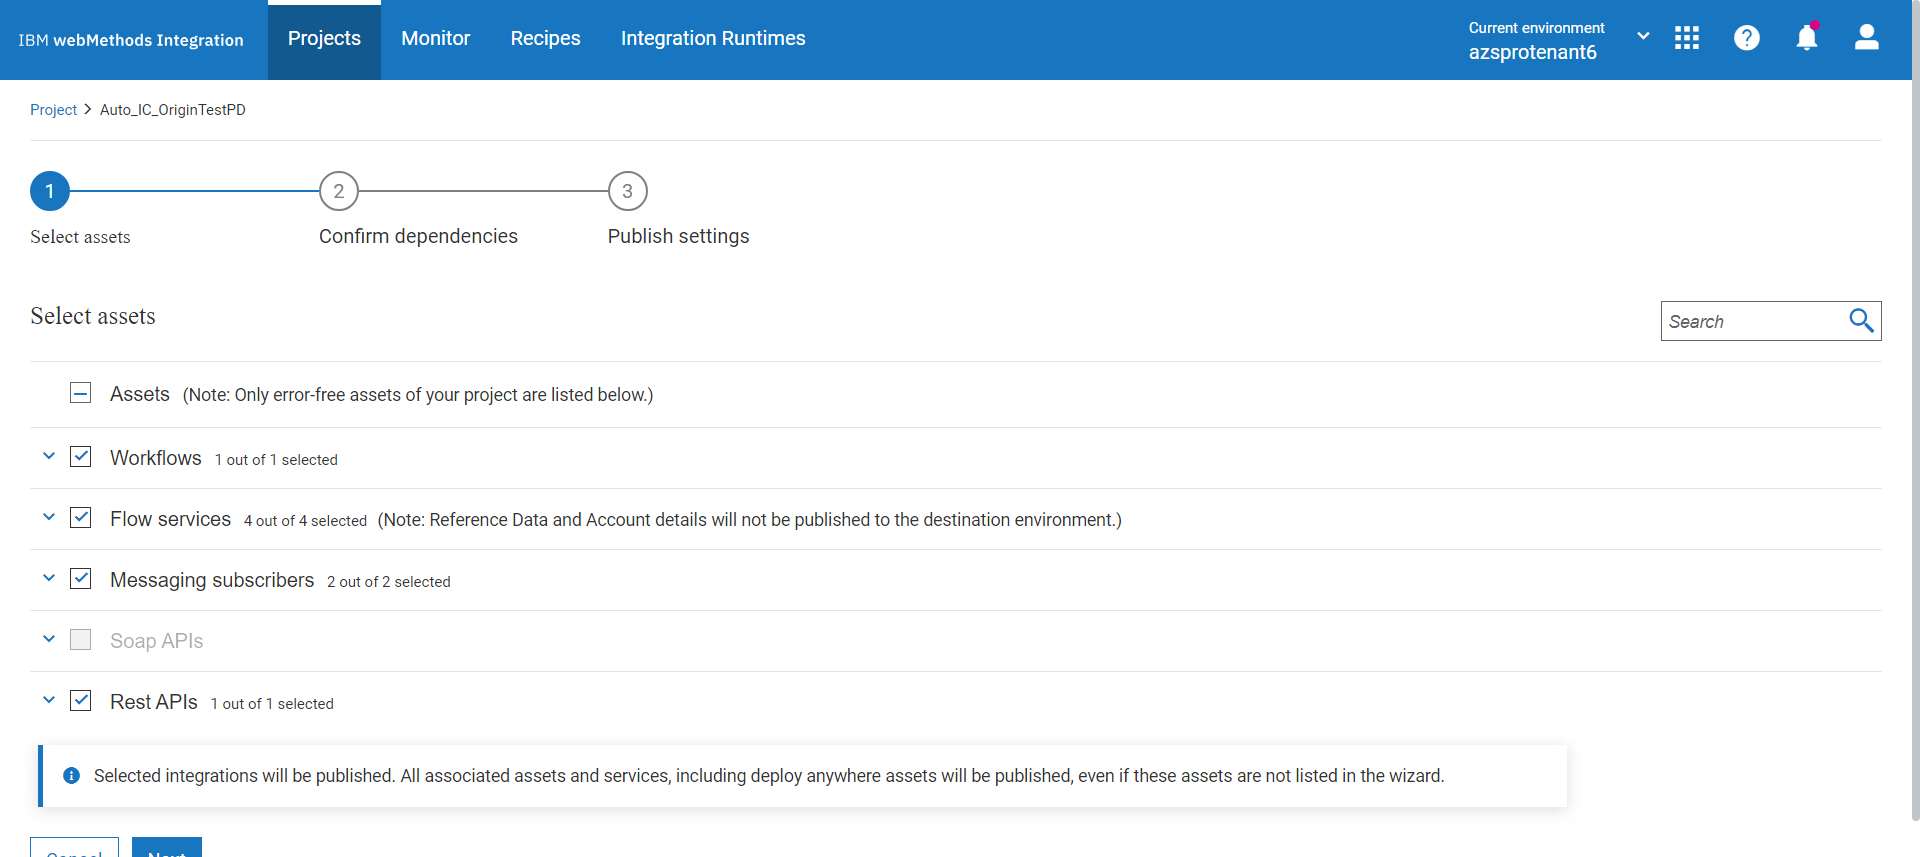 IBM webMethods Integration
Projects
Monitor
Recipes
Integration Runtimes
Current environment
azsprotenant6
Project > Auto_IC_OriginTestPD
1
2
3
Select assets
Confirm dependencies
Publish settings
Select assets
Search
Assets (Note: Only error-free assets of your project are listed below.)
Workflows 1 out of 1 selected
Flow services 4 out of 4 selected (Note: Reference Data and Account details will not be published to the destination environment.)
Messaging subscribers 2 out of 2 selected
Soap APIs
Rest APIs 1 out of 1 selected
Selected integrations will be published. All associated assets and services, including deploy anywhere assets will be published, even if these assets are not listed in the wizard.
Cancel
Next